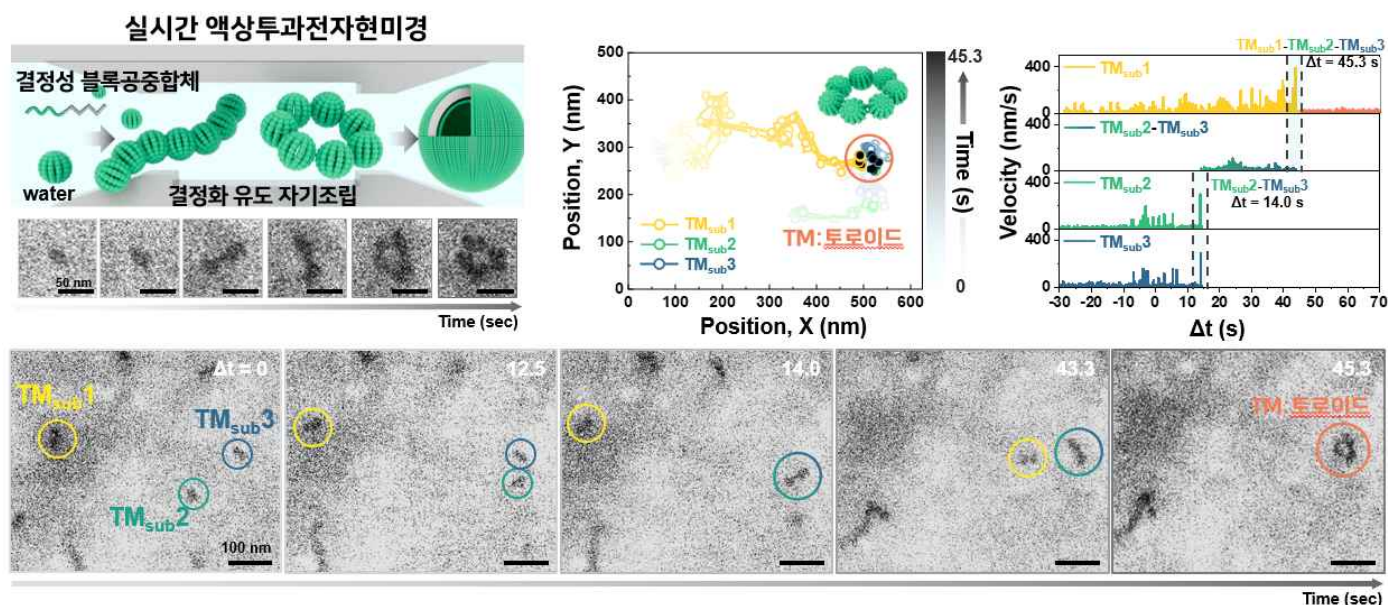 실시간 액상투과전자현미경
결정성 블록공중합체
water
결정화 유도 자기조립
50 nm
Time (sec)
500
400
300
200
100
0
Position, Y (nm)
0 100 200 300 400 500 600
Position, X (nm)
TMsub1
TMsub2
TMsub3
TM: 토로이드
45.3
Time (s)
0
TMsub1-TMsub2-TMsub3
Δt = 45.3 s
400
TMsub1
0
400
TMsub2-TMsub3
0
400
TMsub2
TMsub2-TMsub3
Δt = 14.0 s
0
400
TMsub3
0
Velocity (nm/s)
-30 -20 -10 0 10 20 30 40 50 60 70
Δt (s)
Δt = 0
TMsub1
TMsub3
TMsub2
100 nm
12.5
14.0
43.3
45.3
TM: 토로이드
Time (sec)